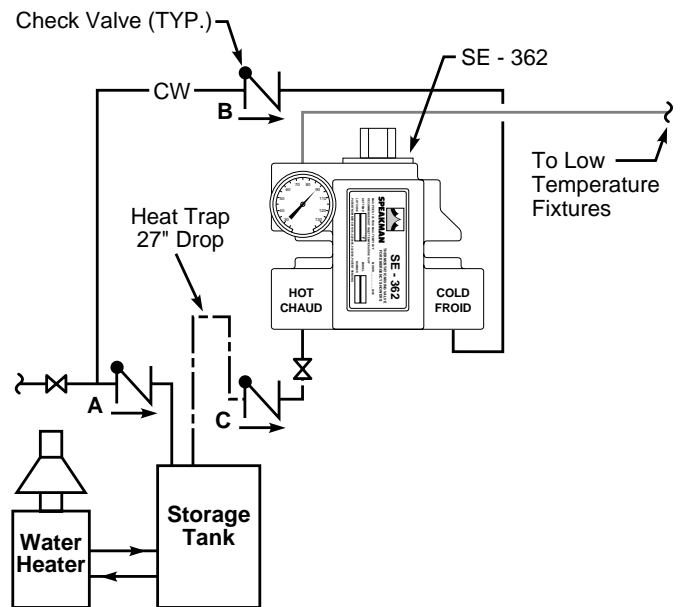 Check Valve (TYP.)
SE - 362
CW
B
To Low
Temperature
Fixtures
Heat Trap
27" Drop
SPEAKMAN
SE - 362
HOT
CHAUD
COLD
FROID
A
C
Storage
Tank
Water
Heater